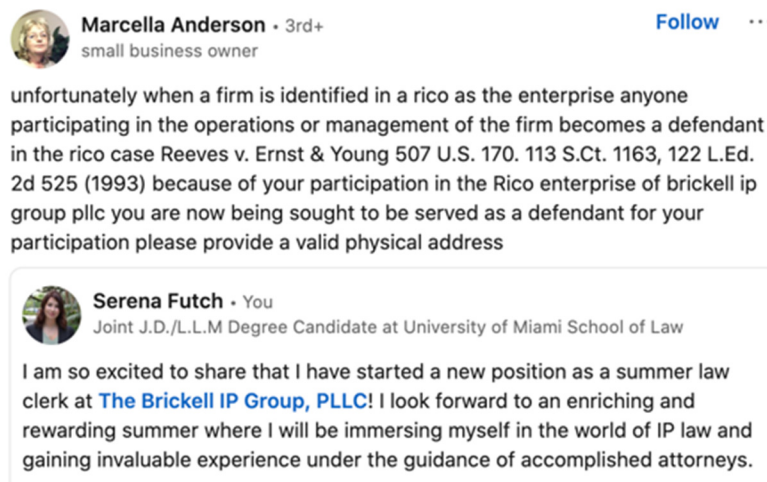 Marcella Anderson • 3rd+
Follow
small business owner
unfortunately when a firm is identified in a rico as the enterprise anyone
participating in the operations or management of the firm becomes a defendant
in the rico case Reeves v. Ernst & Young 507 U.S. 170. 113 S.Ct. 1163, 122 L.Ed.
2d 525 (1993) because of your participation in the Rico enterprise of brickell ip
group pllc you are now being sought to be served as a defendant for your
participation please provide a valid physical address
Serena Futch • You
Joint J.D./L.L.M Degree Candidate at University of Miami School of Law
I am so excited to share that I have started a new position as a summer law
clerk at The Brickell IP Group, PLLC! I look forward to an enriching and
rewarding summer where I will be immersing myself in the world of IP law and
gaining invaluable experience under the guidance of accomplished attorneys.